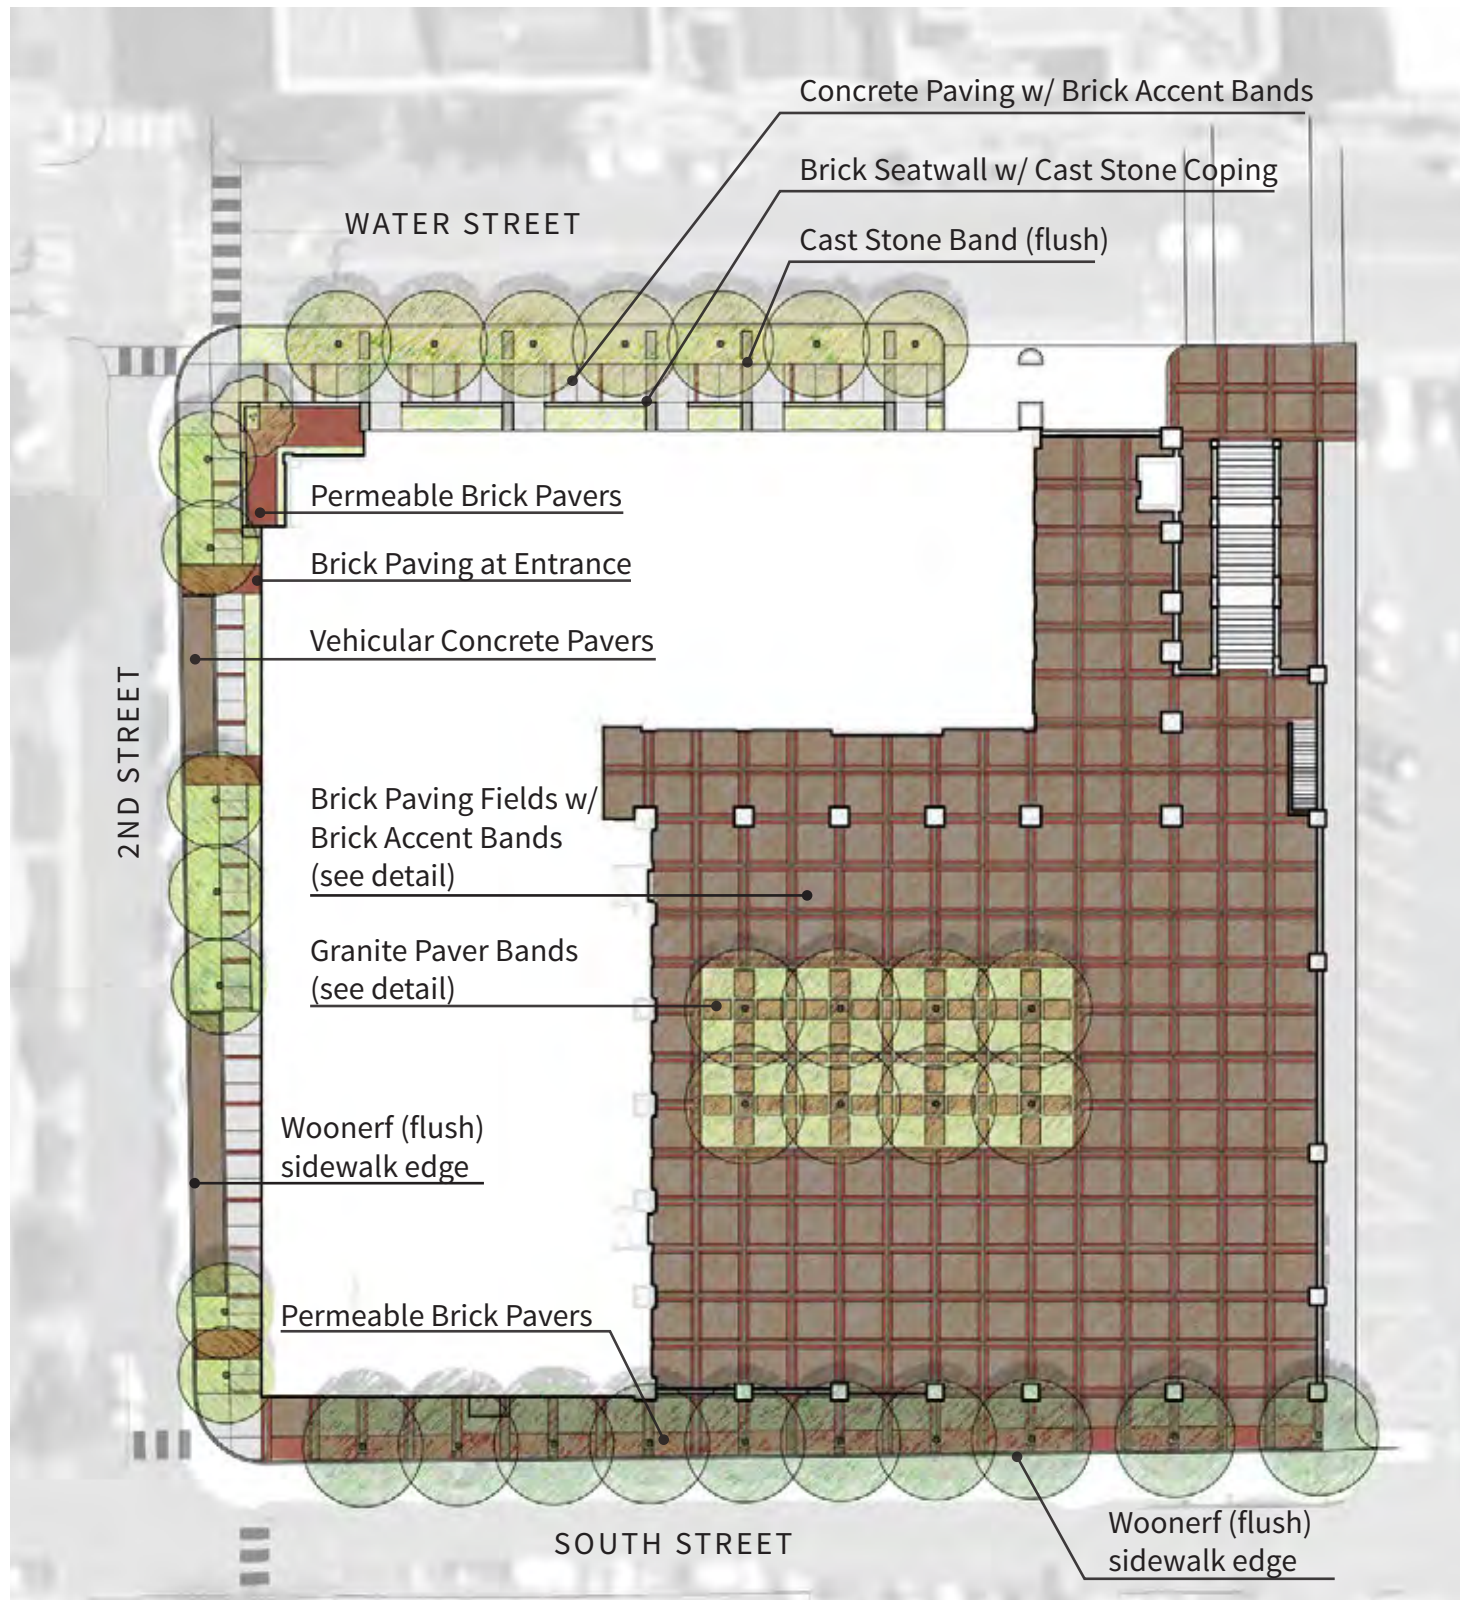 Concrete Paving w/ Brick Accent Bands
Brick Seatwall w/ Cast Stone Coping
WATER STREET
Cast Stone Band (flush)
Permeable Brick Pavers
Brick Paving at Entrance
Vehicular Concrete Pavers
2ND STREET
Brick Paving Fields w/
Brick Accent Bands
(see detail)
Granite Paver Bands
(see detail)
Woonerf (flush)
sidewalk edge
Permeable Brick Pavers
SOUTH STREET
Woonerf (flush)
sidewalk edge